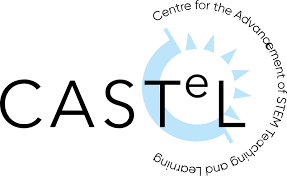 CASTeL
Centre for the Advancement of STEM Teaching and Learning